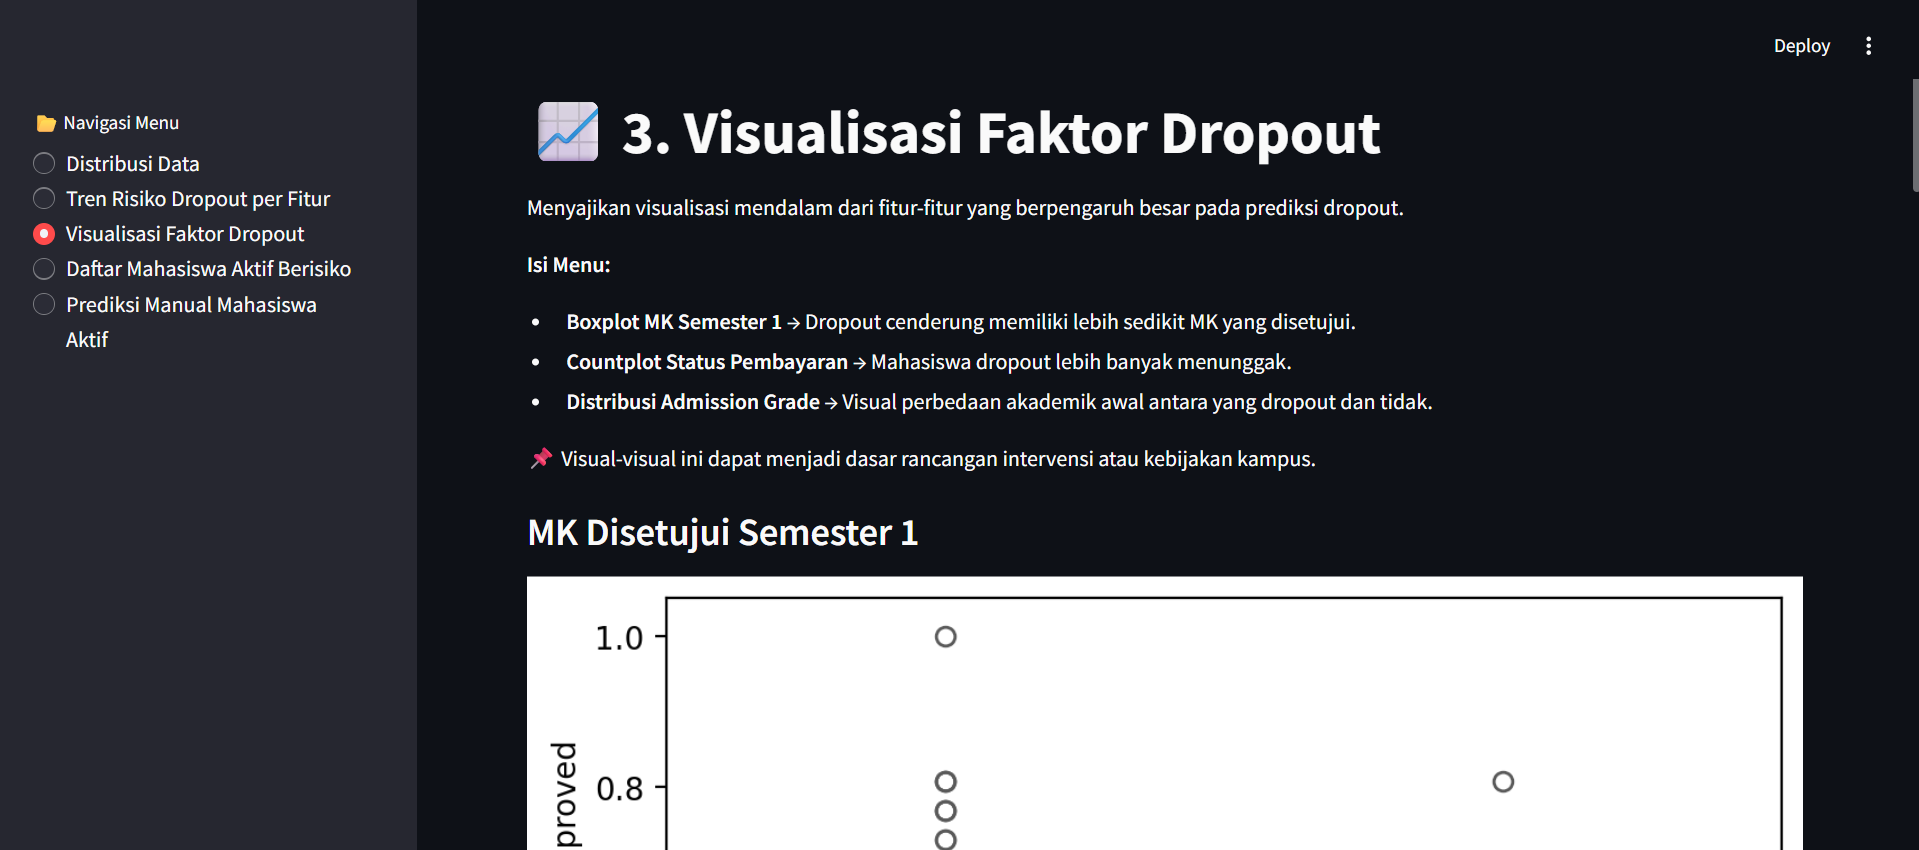 Deploy
Navigasi Menu
Distribusi Data
Tren Risiko Dropout per Fitur
Visualisasi Faktor Dropout
Daftar Mahasiswa Aktif Berisiko
Prediksi Manual Mahasiswa
Aktif
3. Visualisasi Faktor Dropout
Menyajikan visualisasi mendalam dari fitur-fitur yang berpengaruh besar pada prediksi dropout.
Isi Menu:
• Boxplot MK Semester 1 → Dropout cenderung memiliki lebih sedikit MK yang disetujui.
• Countplot Status Pembayaran → Mahasiswa dropout lebih banyak menunggak.
• Distribusi Admission Grade → Visual perbedaan akademik awal antara yang dropout dan tidak.
Visual-visual ini dapat menjadi dasar rancangan intervensi atau kebijakan kampus.
MK Disetujui Semester 1
1.0
0.8
proved